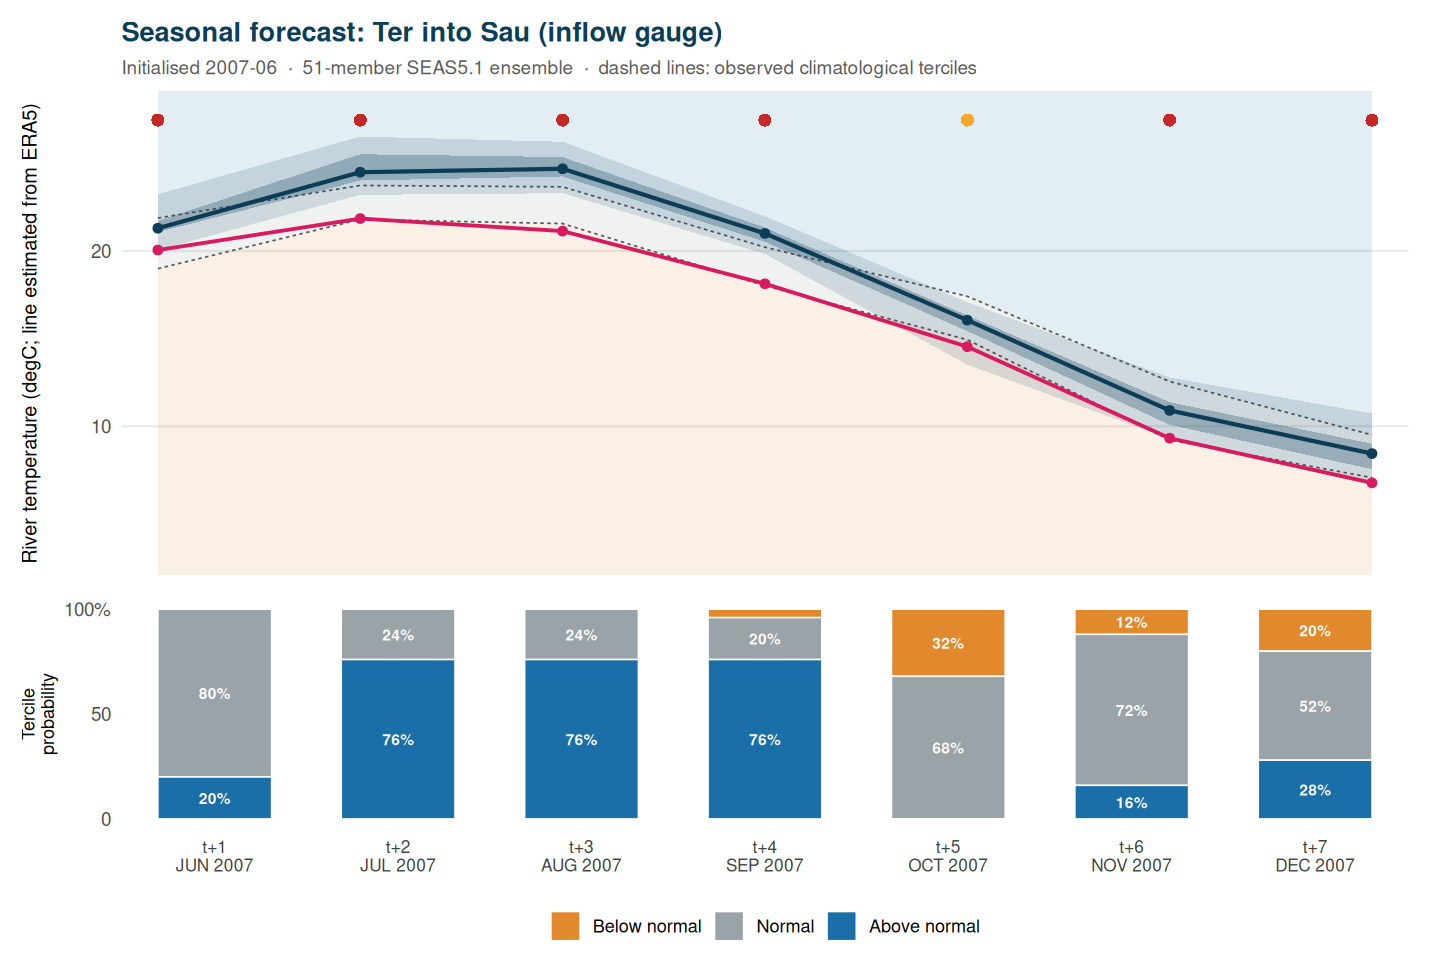 Seasonal forecast: Ter into Sau (inflow gauge)
Initialised 2007-06 · 51-member SEAS5.1 ensemble · dashed lines: observed climatological terciles
River temperature (degC; line estimated from ERA5)
20
10
Tercile
probability
100%
50
0
80%
20%
24%
76%
24%
76%
20%
76%
32%
68%
12%
72%
16%
20%
52%
28%
t+1
JUN 2007
t+2
JUL 2007
t+3
AUG 2007
t+4
SEP 2007
t+5
OCT 2007
t+6
NOV 2007
t+7
DEC 2007
Below normal
Normal
Above normal